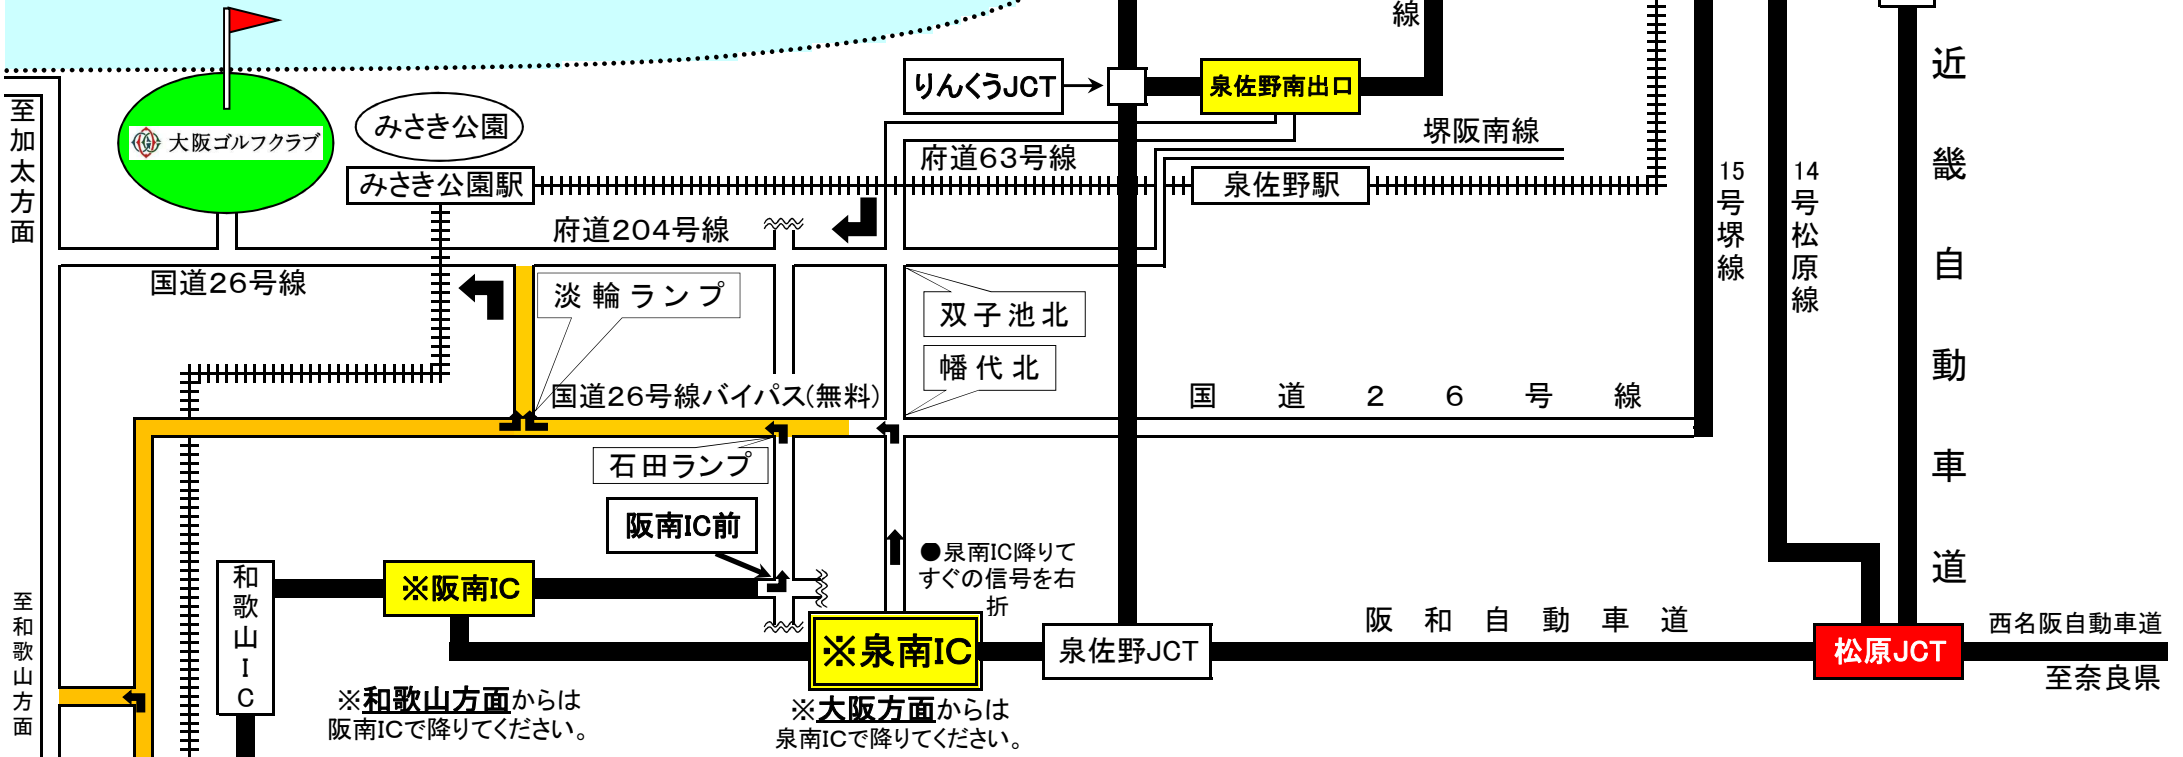 線
近畿自動車道
りんくうJCT
泉佐野南出口
至加太方面
みさき公園
大阪ゴルフクラブ
堺阪南線
府道63号線
みさき公園駅
泉佐野駅
15号堺線
14号松原線
府道204号線
国道26号線
淡輪ランプ
双子池北
幡代北
国道26号線バイパス(無料)
国道26号線
石田ランプ
阪南IC前
●泉南IC降りて
すぐの信号を右
折
和歌山IC
※阪南IC
至和歌山方面
阪和自動車道
※泉南IC
泉佐野JCT
松原JCT
西名阪自動車道
至奈良県
※和歌山方面からは
阪南ICで降りてください。
※大阪方面からは
泉南ICで降りてください。